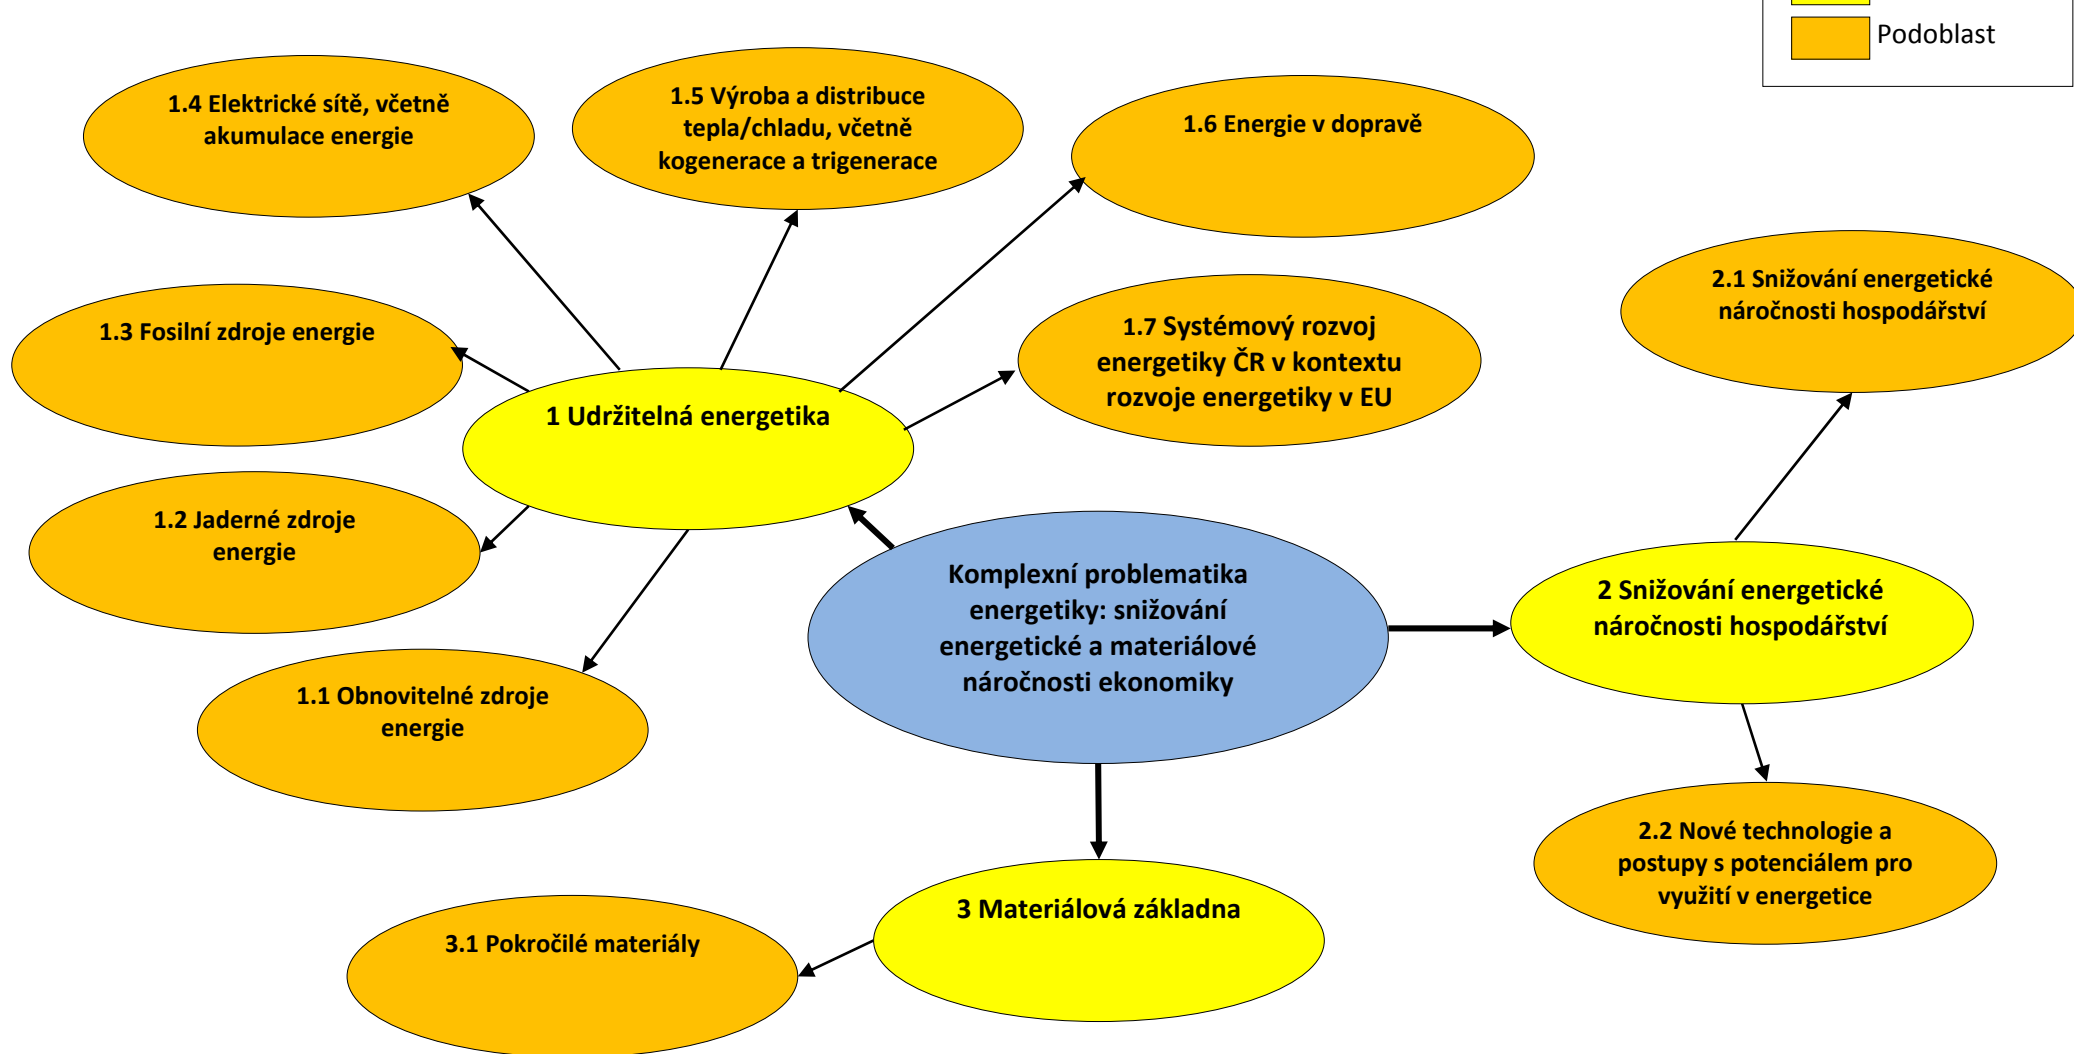 Podoblast
1.4 Elektrické sítě, včetně
akumulace energie
1.5 Výroba a distribuce
tepla/chladu, včetně
kogenerace a trigenerace
1.6 Energie v dopravě
2.1 Snižování energetické
náročnosti hospodářství
1.3 Fosilní zdroje energie
1.7 Systémový rozvoj
energetiky ČR v kontextu
rozvoje energetiky v EU
1 Udržitelná energetika
1.2 Jaderné zdroje
energie
Komplexní problematika
energetiky: snižování
energetické a materiálové
náročnosti ekonomiky
2 Snižování energetické
náročnosti hospodářství
1.1 Obnovitelné zdroje
energie
2.2 Nové technologie a
postupy s potenciálem pro
využití v energetice
3 Materiálová základna
3.1 Pokročilé materiály